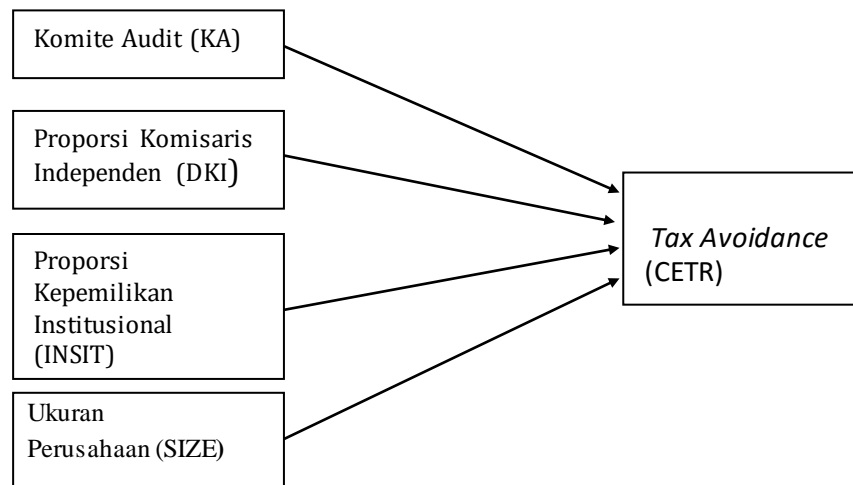 Komite Audit (KA)
Proporsi Komisaris
Independen (DKI)
Proporsi
Kepemilikan
Institusional
(INSIT)
Ukuran
Perusahaan (SIZE)
Tax Avoidance
(CETR)